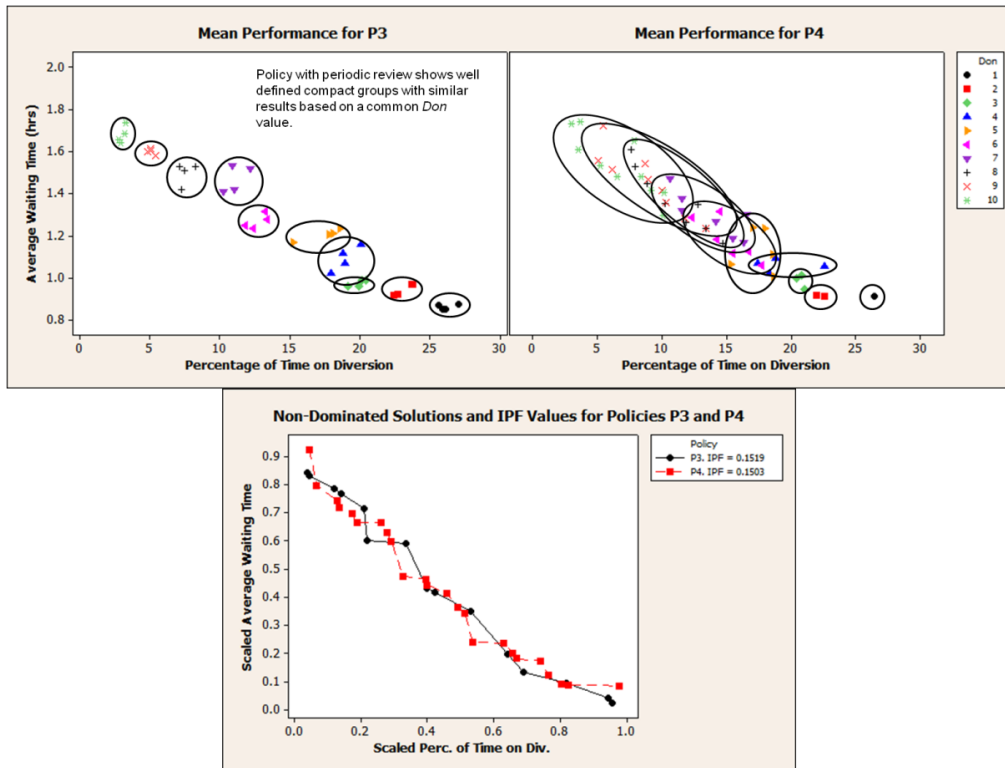 Mean Performance for P3
Mean Performance for P4
Policy with periodic review shows well
defined compact groups with similar
results based on a common Don
value.
Average Waiting Time (hrs)
2.0
1.8
1.6
1.4
1.2
1.0
0.8
0 5 10 15 20 25 30
Percentage of Time on Diversion
0 5 10 15 20 25 30
Percentage of Time on Diversion
Don
1
2
3
4
5
6
7
8
9
10
Non-Dominated Solutions and IPF Values for Policies P3 and P4
Scaled Average Waiting Time
0.9
0.8
0.7
0.6
0.5
0.4
0.3
0.2
0.1
0.0
0.0 0.2 0.4 0.6 0.8 1.0
Scaled Perc. of Time on Div.
Policy
P3. IPF = 0.1519
P4. IPF = 0.1503